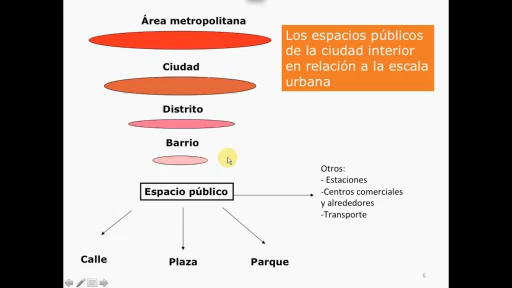 Área metropolitana
Los espacios públicos
de la ciudad interior
en relación a la escala
urbana
Ciudad
Distrito
Barrio
Espacio público
Otros:
- Estaciones
-Centros comerciales
y alrededores
-Transporte
Calle
Plaza
Parque
6